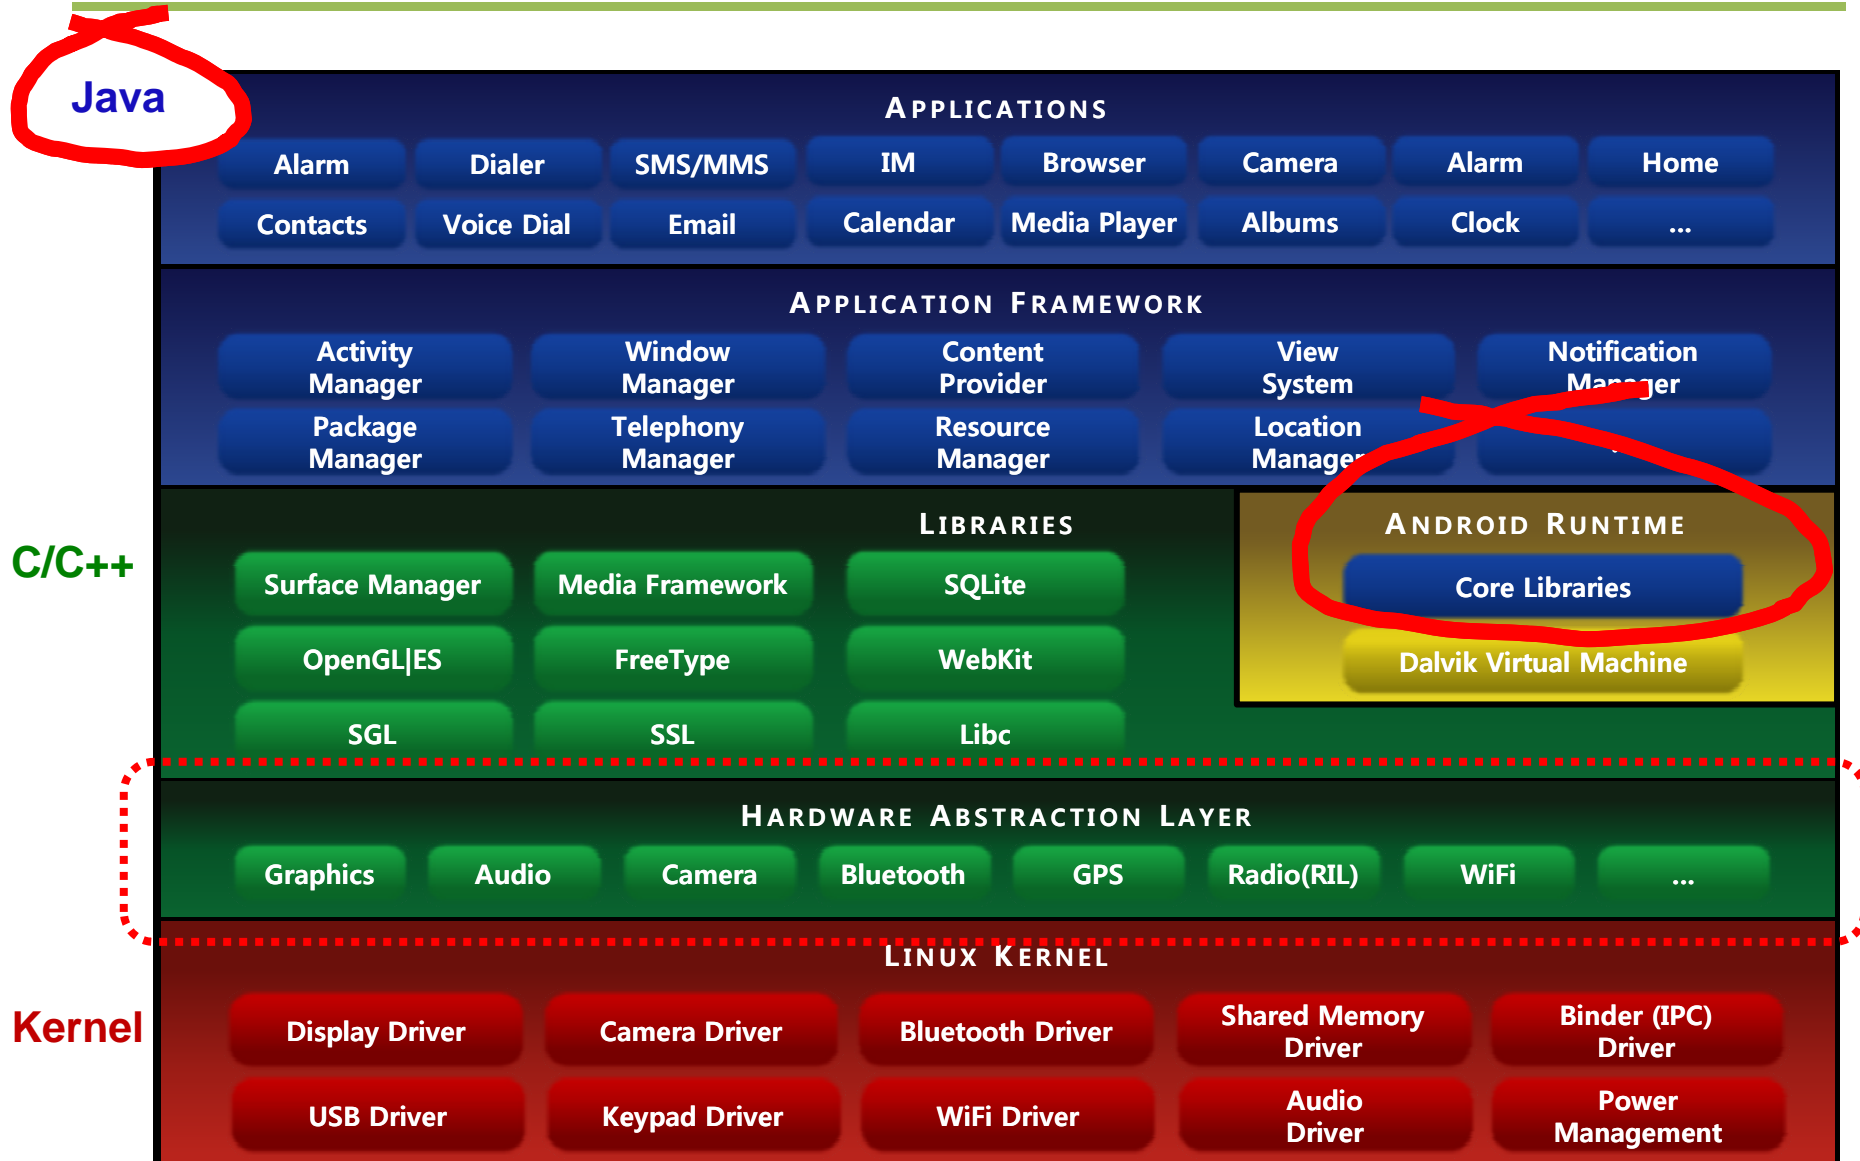 Java
APPLICATIONS
Alarm Dialer SMS/MMS IM Browser Camera Alarm Home
Contacts Voice Dial Email Calendar Media Player Albums Clock ...
APPLICATION FRAMEWORK
Activity Manager Window Manager Content Provider View System Notification Manager
Package Manager Telephony Manager Resource Manager Location Manager
C/C++
LIBRARIES
Surface Manager Media Framework SQLite
OpenGL|ES FreeType WebKit
SGL SSL Libc
ANDROID RUNTIME
Core Libraries
Dalvik Virtual Machine
HARDWARE ABSTRACTION LAYER
Graphics Audio Camera Bluetooth GPS Radio(RIL) WiFi ...
Kernel
LINUX KERNEL
Display Driver Camera Driver Bluetooth Driver Shared Memory Driver Binder (IPC) Driver
USB Driver Keypad Driver WiFi Driver Audio Driver Power Management